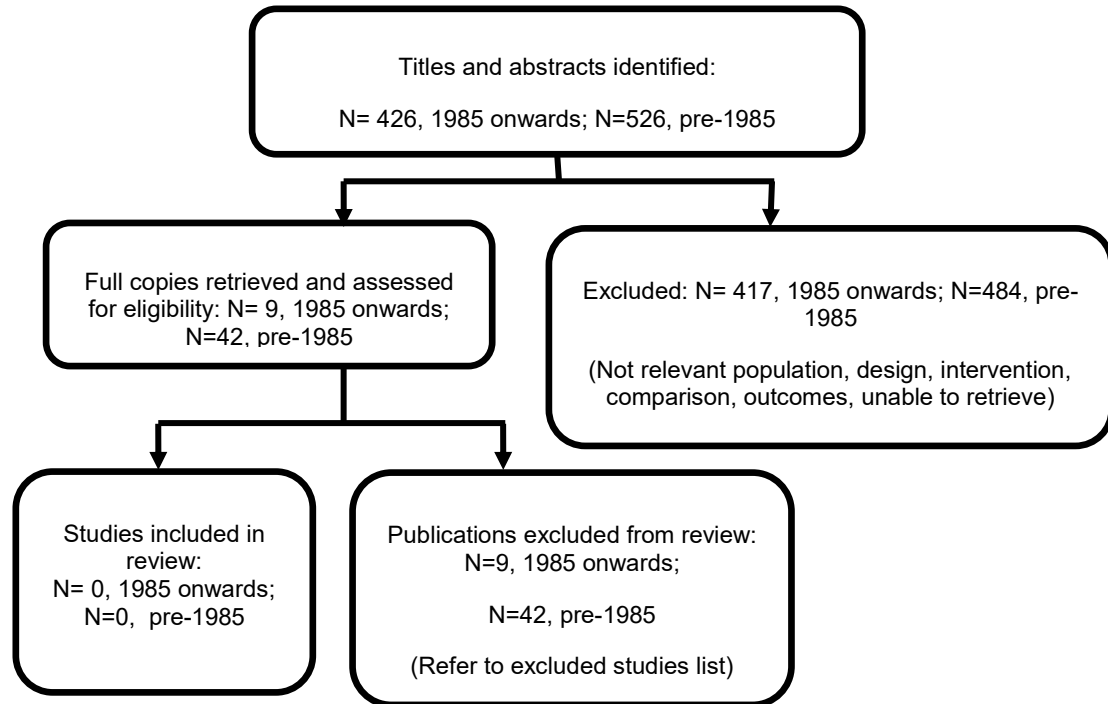 Titles and abstracts identified:
N= 426, 1985 onwards; N=526, pre-1985
Full copies retrieved and assessed
for eligibility: N= 9, 1985 onwards;
N=42, pre-1985
Excluded: N= 417, 1985 onwards; N=484, pre-
1985
(Not relevant population, design, intervention,
comparison, outcomes, unable to retrieve)
Studies included in
review:
N= 0, 1985 onwards;
N=0,  pre-1985
Publications excluded from review:
N=9, 1985 onwards;
N=42, pre-1985
(Refer to excluded studies list)